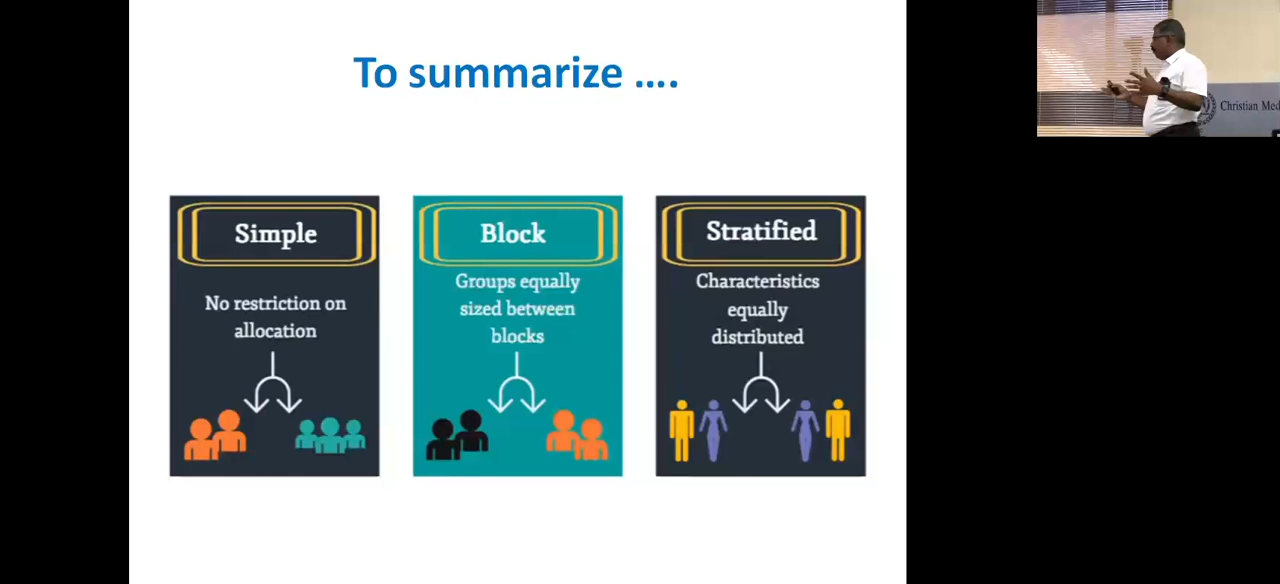 To summarize ....
Simple
No restriction on
allocation
Block
Groups equally
sized between
blocks
Stratified
Characteristics
equally
distributed
Christian Med